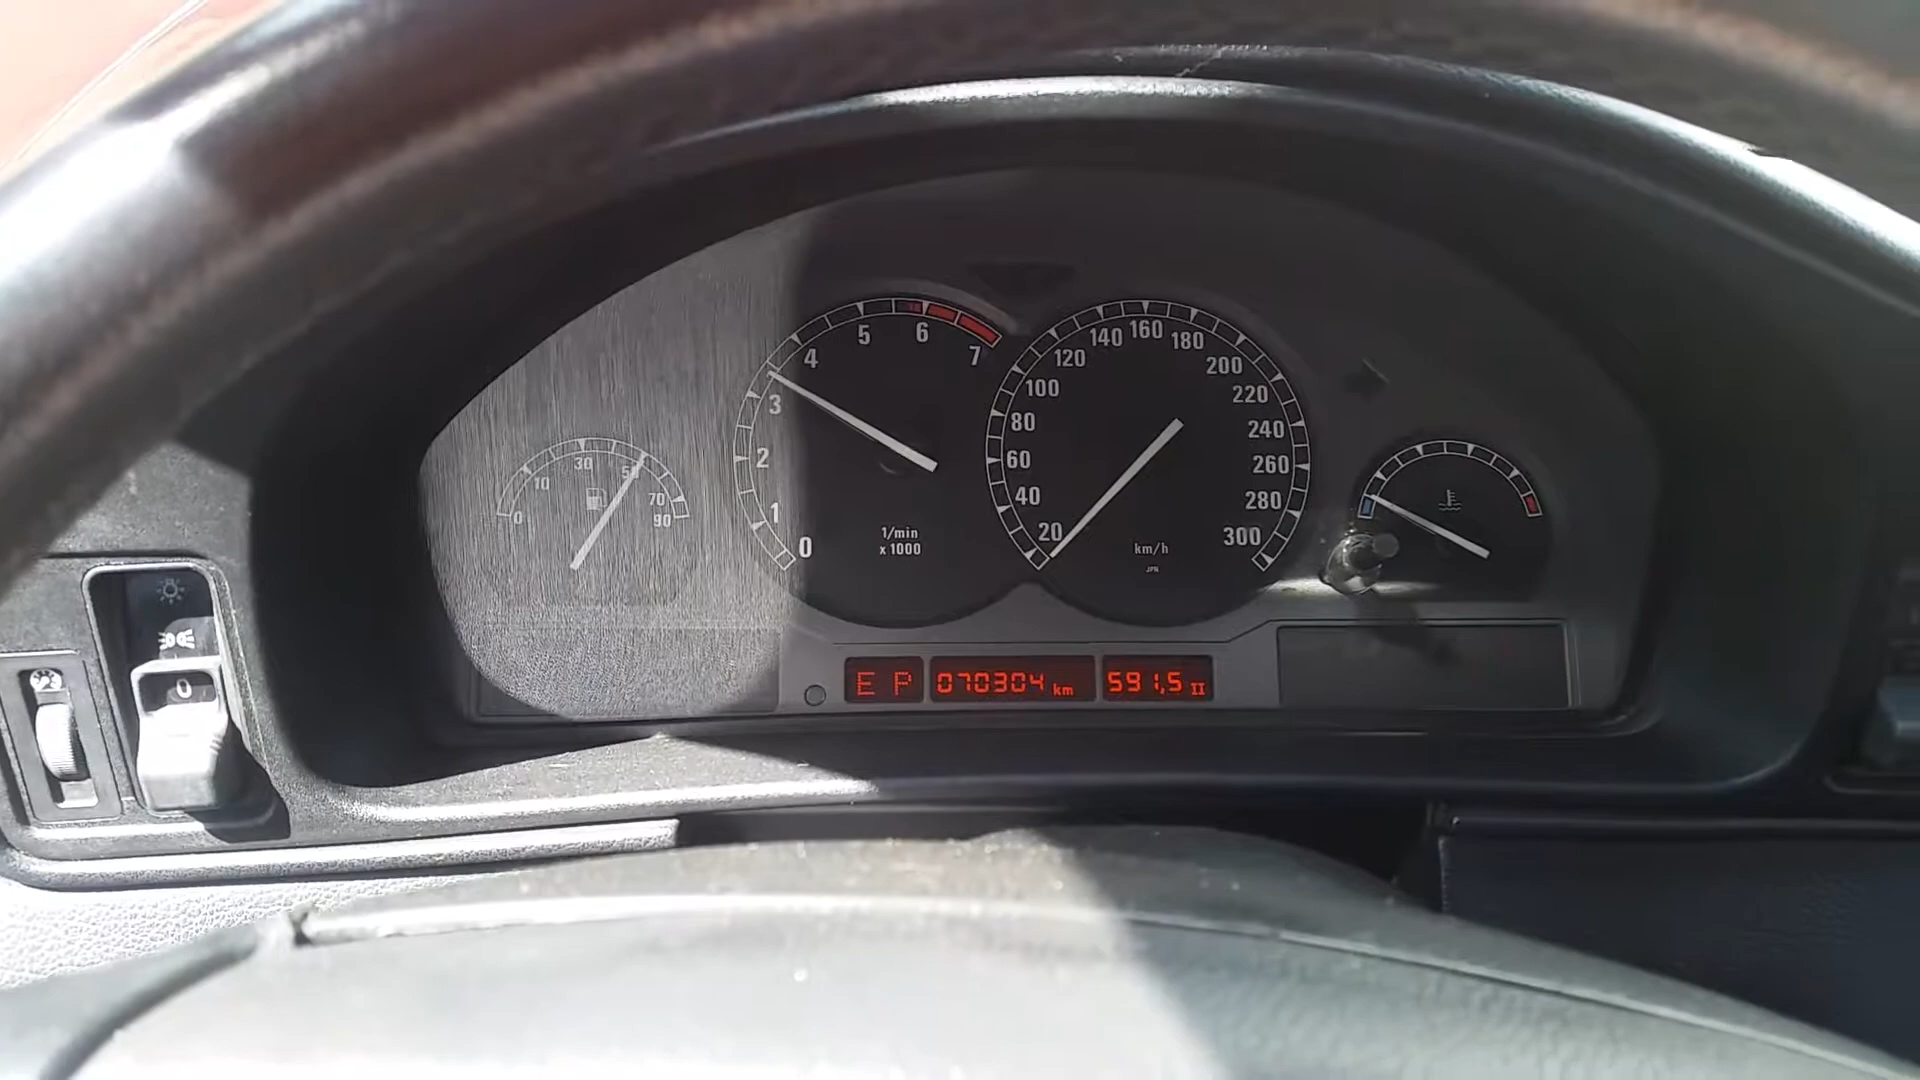 0 10 30 50 70 90
0 1 2 3 4 5 6 7
1/min
x 1000
20 40 60 80 100 120 140 160 180 200 220 240 260 280 300
km/h
JPN
0
E P 070304 km 591,5 II